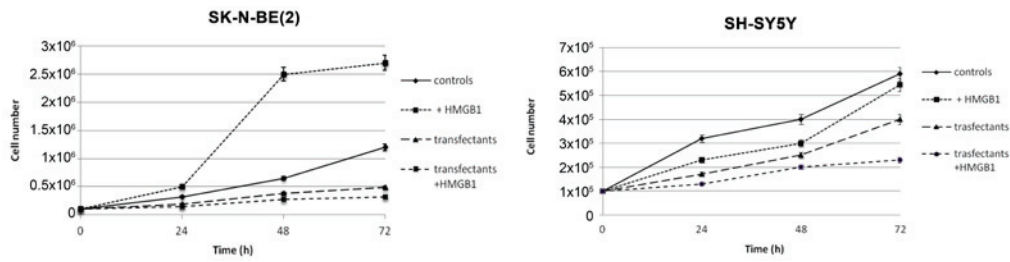 SK-N-BE(2)
3x10⁶
2.5x10⁶
2x10⁶
1.5x10⁶
1x10⁶
0.5x10⁶
0
Cell number
0 24 48 72
Time (h)
controls
+ HMGB1
transfectants
transfectants
+HMGB1
SH-SY5Y
7x10⁵
6x10⁵
5x10⁵
4x10⁵
3x10⁵
2x10⁵
1x10⁵
0
Cell number
0 24 48 72
Time (h)
controls
+ HMGB1
trasfectants
trasfectants
+HMGB1